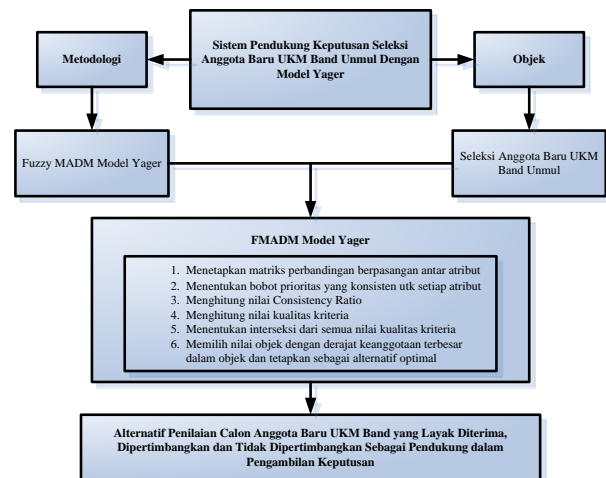 Metodologi
Sistem Pendukung Keputusan Seleksi
Anggota Baru UKM Band Unmul Dengan
Model Yager
Objek
Fuzzy MADM Model Yager
Seleksi Anggota Baru UKM
Band Unmul
FMADM Model Yager
1. Menetapkan matriks perbandingan berpasangan antar atribut
2. Menentukan bobot prioritas yang konsisten utk setiap atribut
3. Menghitung nilai Consistency Ratio
4. Menghitung nilai kualitas kriteria
5. Menentukan interseksi dari semua nilai kualitas kriteria
6. Memilih nilai objek dengan derajat keanggotaan terbesar
dalam objek dan tetapkan sebagai alternatif optimal
Alternatif Penilaian Calon Anggota Baru UKM Band yang Layak Diterima,
Dipertimbangkan dan Tidak Dipertimbangkan Sebagai Pendukung dalam
Pengambilan Keputusan